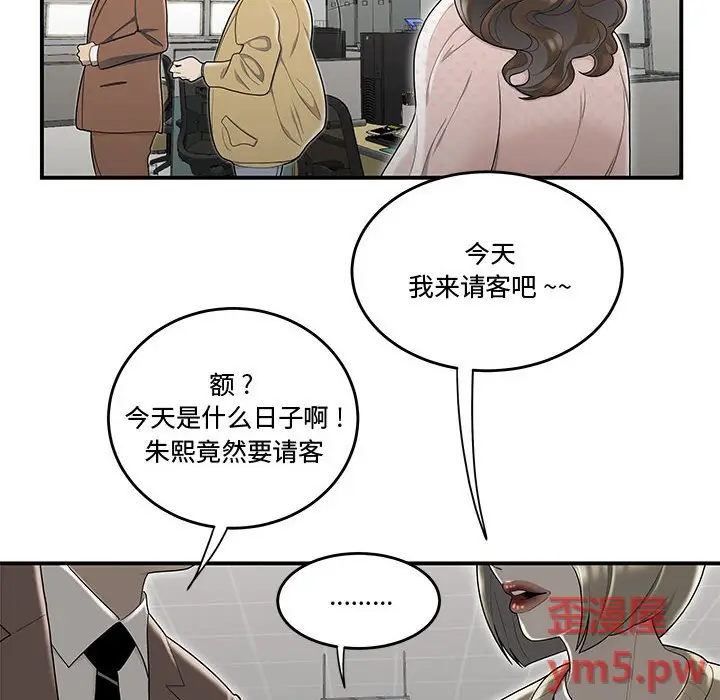 今天
我来请客吧 ~~
额？
今天是什么日子啊！
朱熙竟然要请客
………
歪漫屋
ym5.pw